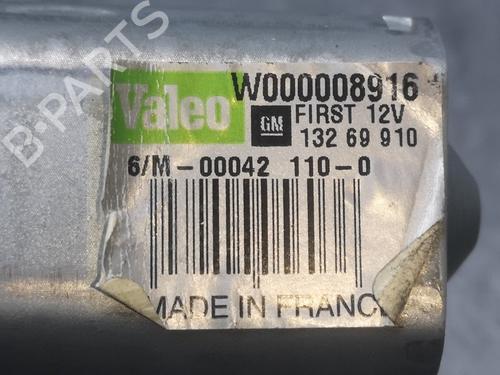 B-PARTS
Valeo
W000008916
GM
FIRST 12V
132 69 910
6/M-00042 110-0
MADE IN FRANCE